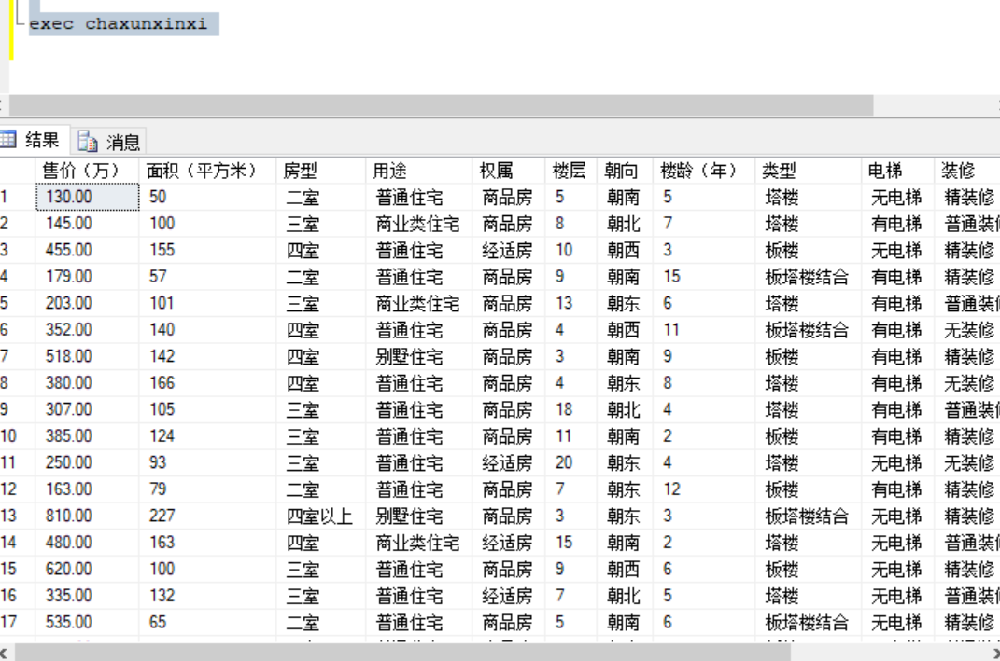 exec chaxunxinxi
结果 消息
售价（万） 面积（平方米） 房型 用途 权属 楼层 朝向 楼龄（年） 类型 电梯 装修
1 130.00 50 二室 普通住宅 商品房 5 朝南 5 塔楼 无电梯 精装修
2 145.00 100 三室 商业类住宅 商品房 8 朝北 7 塔楼 有电梯 普通装
3 455.00 155 四室 普通住宅 经适房 10 朝西 3 板楼 无电梯 精装修
4 179.00 57 二室 普通住宅 商品房 9 朝南 15 板塔楼结合 有电梯 精装修
5 203.00 101 三室 商业类住宅 商品房 13 朝东 6 塔楼 有电梯 普通装
6 352.00 140 四室 普通住宅 商品房 4 朝西 11 板塔楼结合 有电梯 无装修
7 518.00 142 四室 别墅住宅 商品房 3 朝南 9 板楼 有电梯 精装修
8 380.00 166 四室 普通住宅 商品房 4 朝东 8 塔楼 有电梯 无装修
9 307.00 105 三室 普通住宅 商品房 18 朝北 4 塔楼 有电梯 普通装
10 385.00 124 三室 普通住宅 商品房 11 朝南 2 板楼 有电梯 精装修
11 250.00 93 三室 普通住宅 经适房 20 朝东 4 塔楼 无电梯 无装修
12 163.00 79 二室 普通住宅 商品房 7 朝东 12 板楼 有电梯 精装修
13 810.00 227 四室以上 别墅住宅 商品房 3 朝东 3 板塔楼结合 无电梯 精装修
14 480.00 163 四室 商业类住宅 经适房 15 朝南 2 塔楼 无电梯 普通装
15 620.00 100 三室 普通住宅 商品房 9 朝西 6 板楼 无电梯 精装修
16 335.00 132 三室 普通住宅 经适房 7 朝北 5 塔楼 无电梯 普通装
17 535.00 65 二室 普通住宅 商品房 5 朝南 6 板塔楼结合 无电梯 精装修